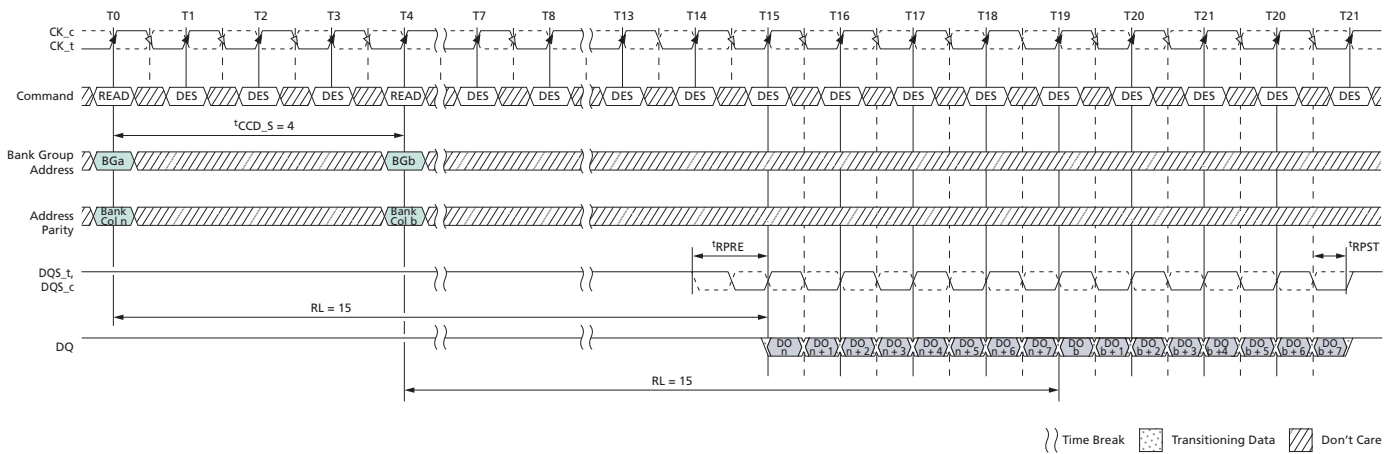 T0 T1 T2 T3 T4 T7 T8 T13 T14 T15 T16 T17 T18 T19 T20 T21 T20 T21
CK_c
CK_t
Command READ DES DES DES READ DES DES DES DES DES DES DES DES DES DES DES DES DES
tCCD_S = 4
Bank Group
Address
BGa BGb
Address
Parity
Bank
Col n
Bank
Col b
tRPRE tRPST
DQS_t,
DQS_c
RL = 15
DQ
DO
n
DO
n + 1
DO
n + 2
DO
n + 3
DO
n + 4
DO
n + 5
DO
n + 6
DO
n + 7
DO
b
DO
b + 1
DO
b + 2
DO
b + 3
DO
b + 4
DO
b + 5
DO
b + 6
DO
b + 7
RL = 15
Time Break Transitioning Data Don't Care